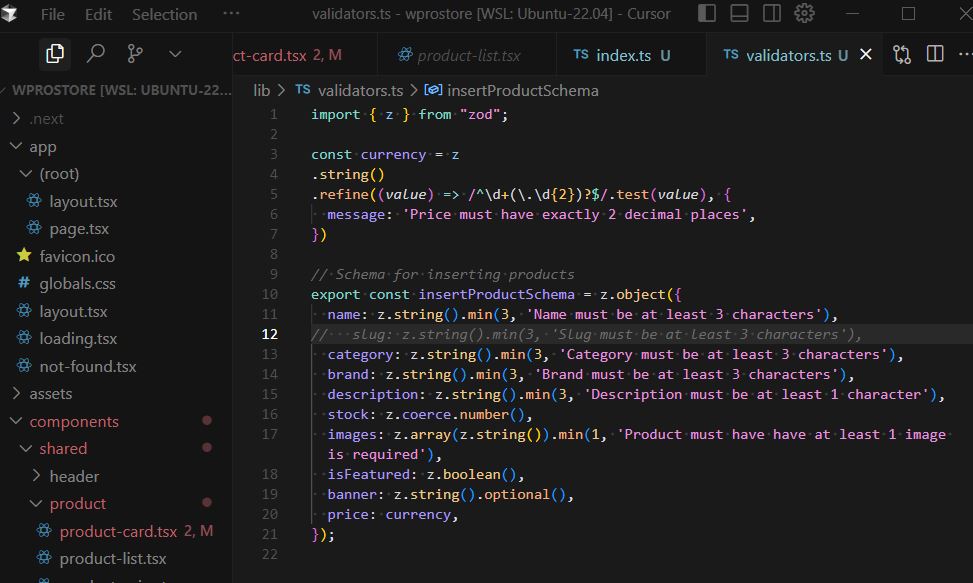 File Edit Selection ··· validators.ts - wprostore [WSL: Ubuntu-22.04] - Cursor
ct-card.tsx 2, M product-list.tsx TS index.ts U TS validators.ts U
WPROSTORE [WSL: UBUNTU-22...
lib > TS validators.ts > insertProductSchema
.next
app
(root)
layout.tsx
page.tsx
favicon.ico
# globals.css
layout.tsx
loading.tsx
not-found.tsx
assets
components
shared
header
product
product-card.tsx 2, M
product-list.tsx
1 import { z } from "zod";
2
3 const currency = z
4 .string()
5 .refine((value) => /^\d+(\.\d{2})?$/.test(value), {
6   message: 'Price must have exactly 2 decimal places',
7 })
8
9 // Schema for inserting products
10 export const insertProductSchema = z.object({
11   name: z.string().min(3, 'Name must be at least 3 characters'),
12 //   slug: z.string().min(3, 'Slug must be at least 3 characters'),
13   category: z.string().min(3, 'Category must be at least 3 characters'),
14   brand: z.string().min(3, 'Brand must be at least 3 characters'),
15   description: z.string().min(3, 'Description must be at least 1 character'),
16   stock: z.coerce.number(),
17   images: z.array(z.string()).min(1, 'Product must have have at least 1 image
is required'),
18   isFeatured: z.boolean(),
19   banner: z.string().optional(),
20   price: currency,
21 });
22